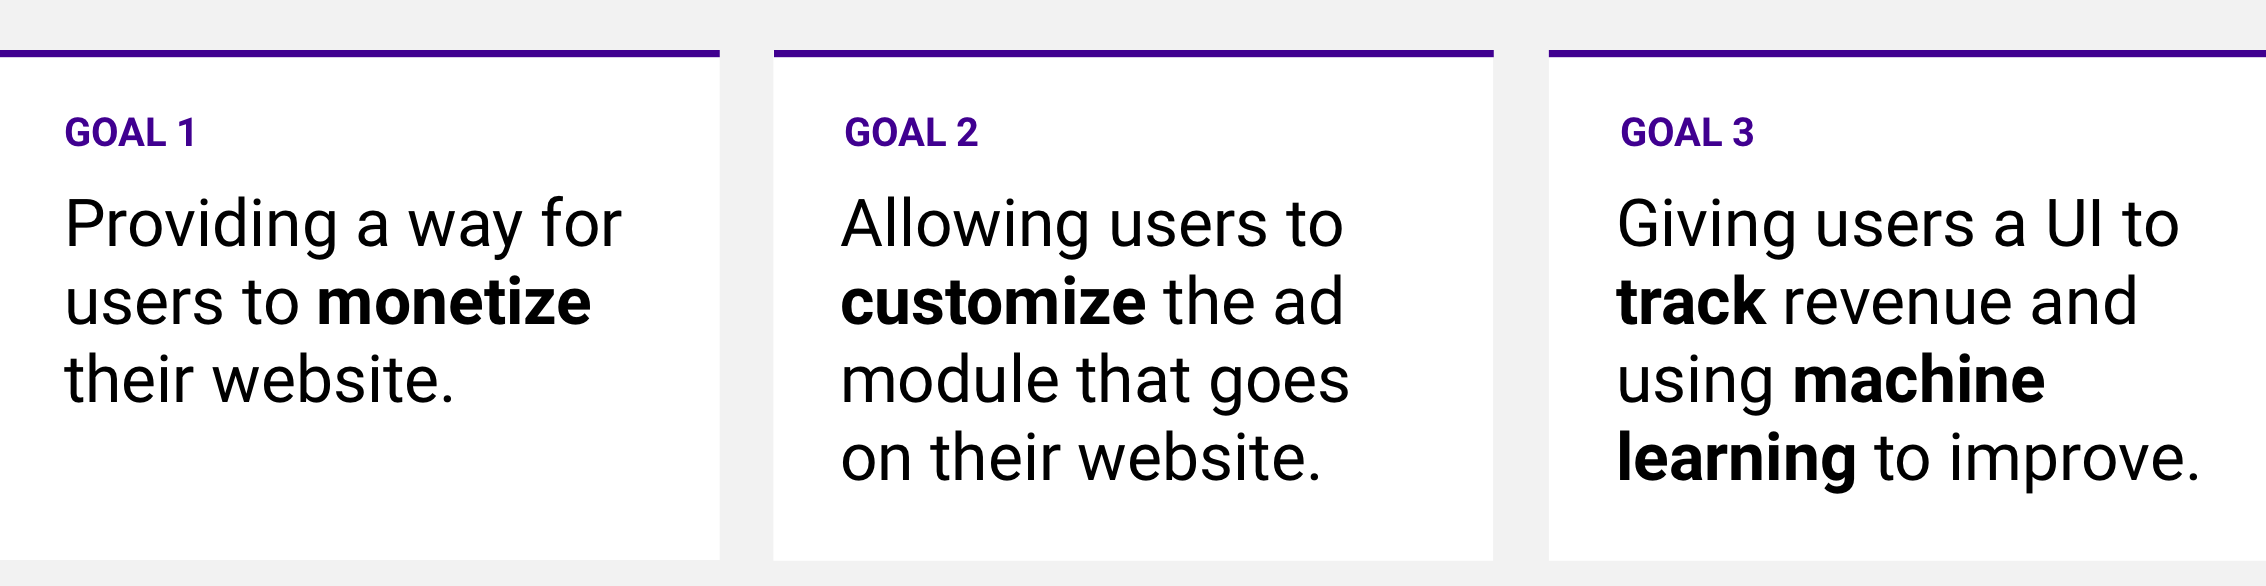 GOAL 1
Providing a way for
users to monetize
their website.
GOAL 2
Allowing users to
customize the ad
module that goes
on their website.
GOAL 3
Giving users a UI to
track revenue and
using machine
learning to improve.